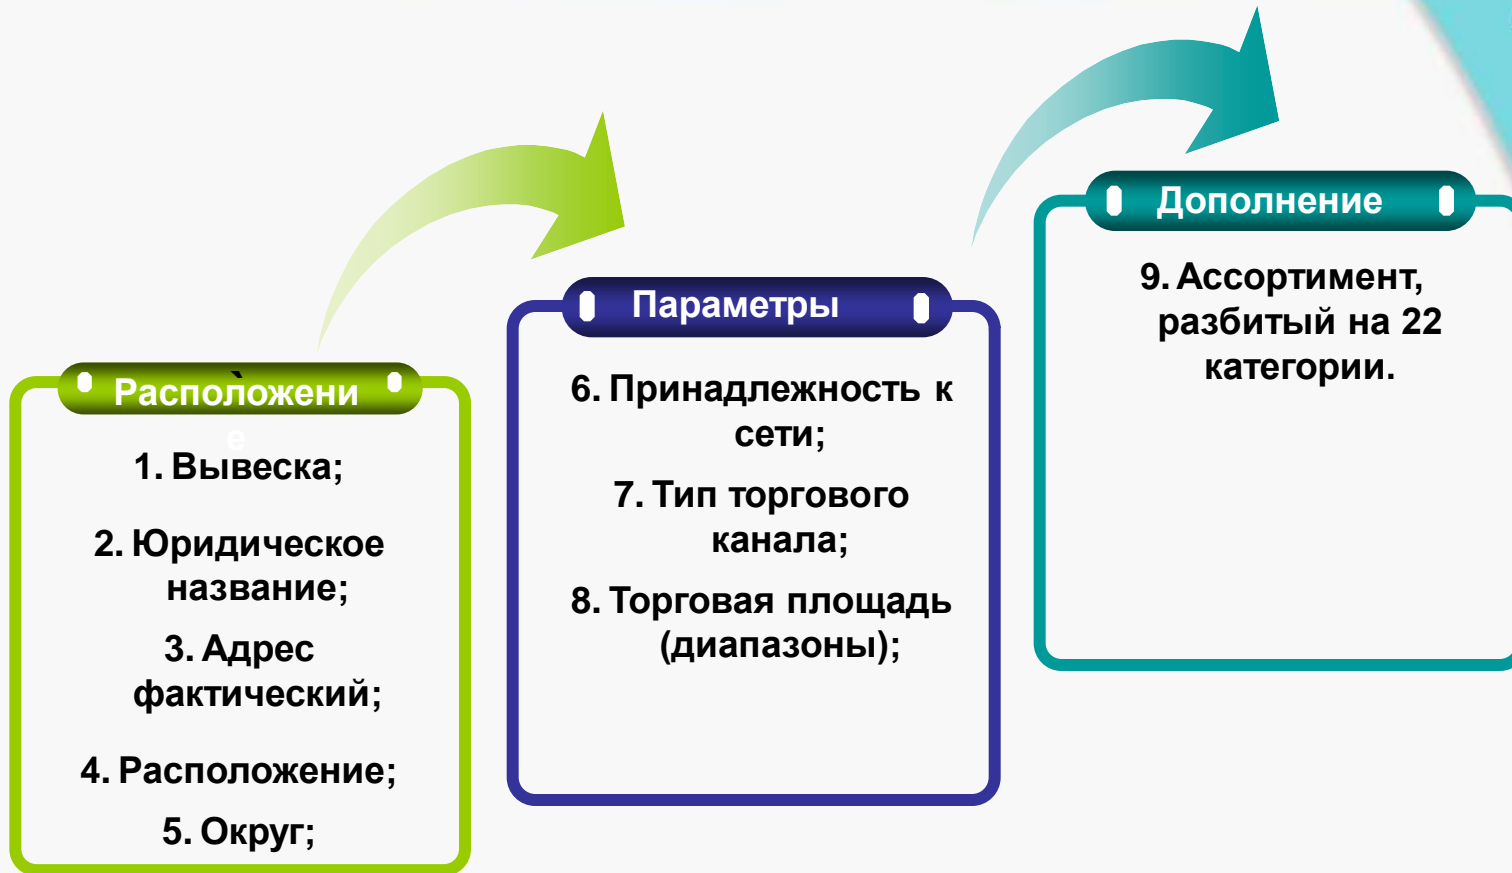 Расположени
е
1. Вывеска;
2. Юридическое
название;
3. Адрес
фактический;
4. Расположение;
5. Округ;
Параметры
6. Принадлежность к
сети;
7. Тип торгового
канала;
8. Торговая площадь
(диапазоны);
Дополнение
9. Ассортимент,
разбитый на 22
категории.